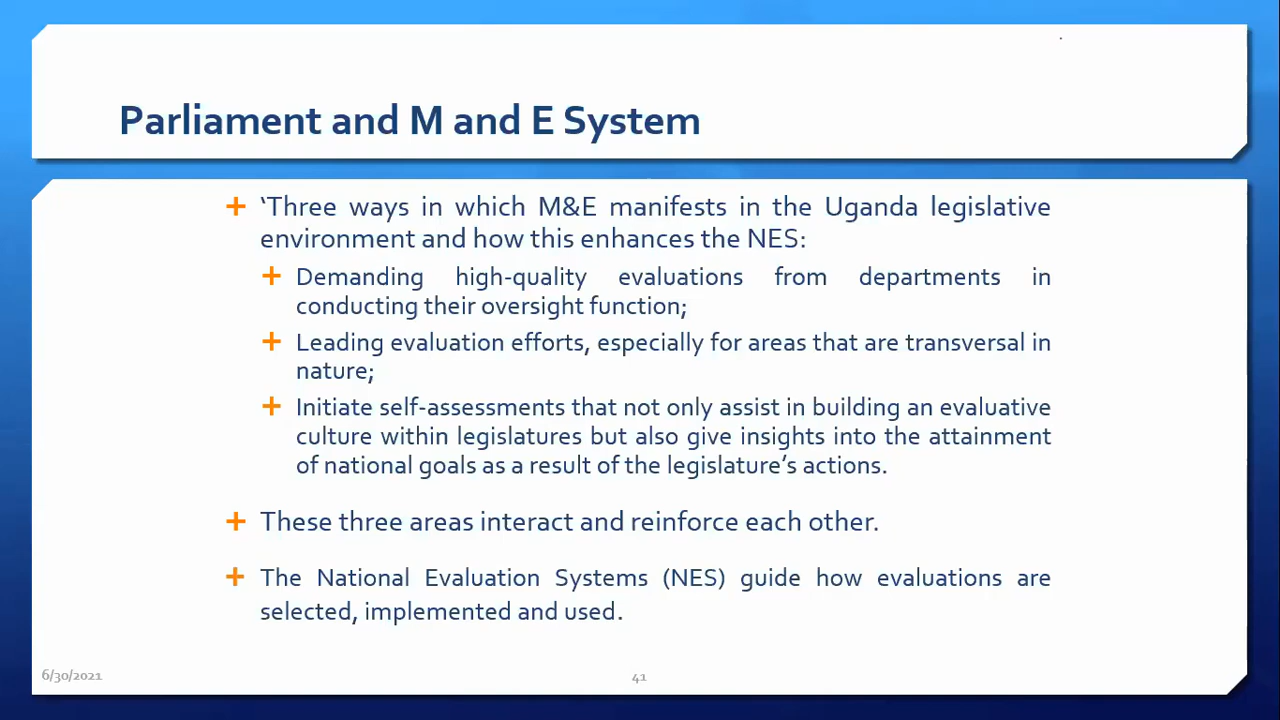 Parliament and M and E System
+ ‘Three ways in which M&E manifests in the Uganda legislative
environment and how this enhances the NES:
+ Demanding high-quality evaluations from departments in
conducting their oversight function;
+ Leading evaluation efforts, especially for areas that are transversal in
nature;
+ Initiate self-assessments that not only assist in building an evaluative
culture within legislatures but also give insights into the attainment
of national goals as a result of the legislature’s actions.
+ These three areas interact and reinforce each other.
+ The National Evaluation Systems (NES) guide how evaluations are
selected, implemented and used.
6/30/2021
41